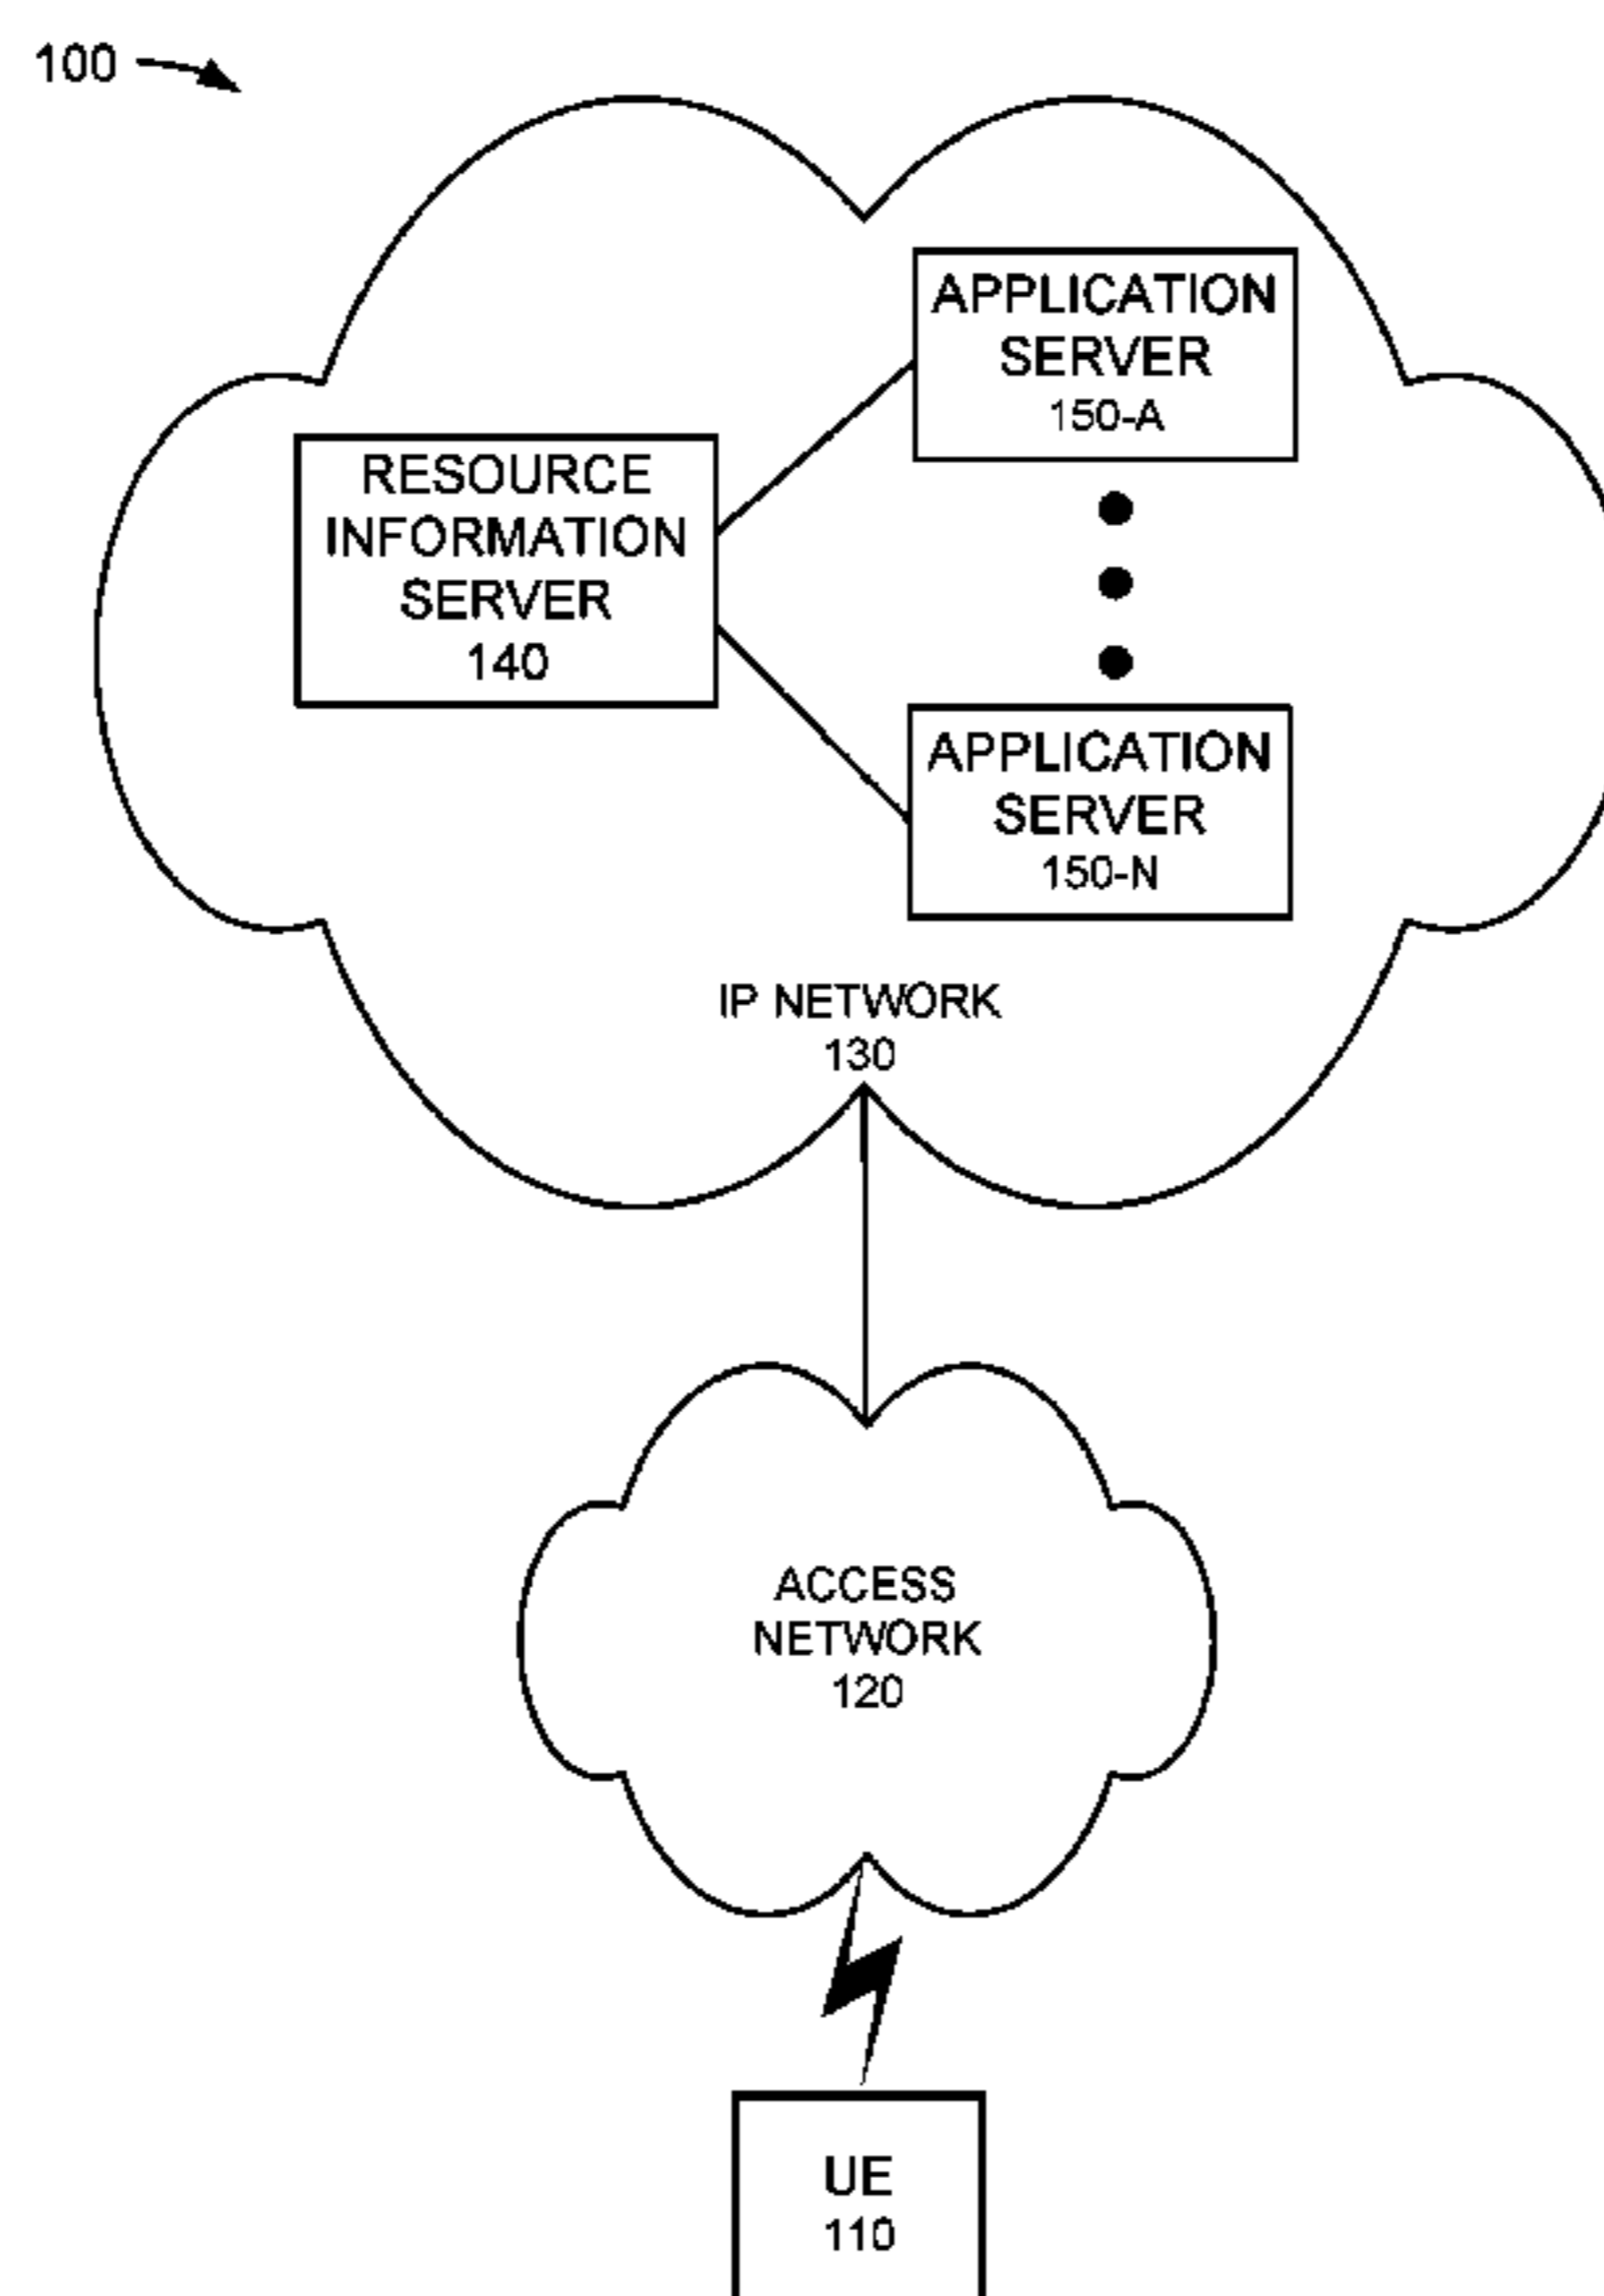 100
APPLICATION
SERVER
150-A
RESOURCE
INFORMATION
SERVER
140
APPLICATION
SERVER
150-N
IP NETWORK
130
ACCESS
NETWORK
120
UE
110